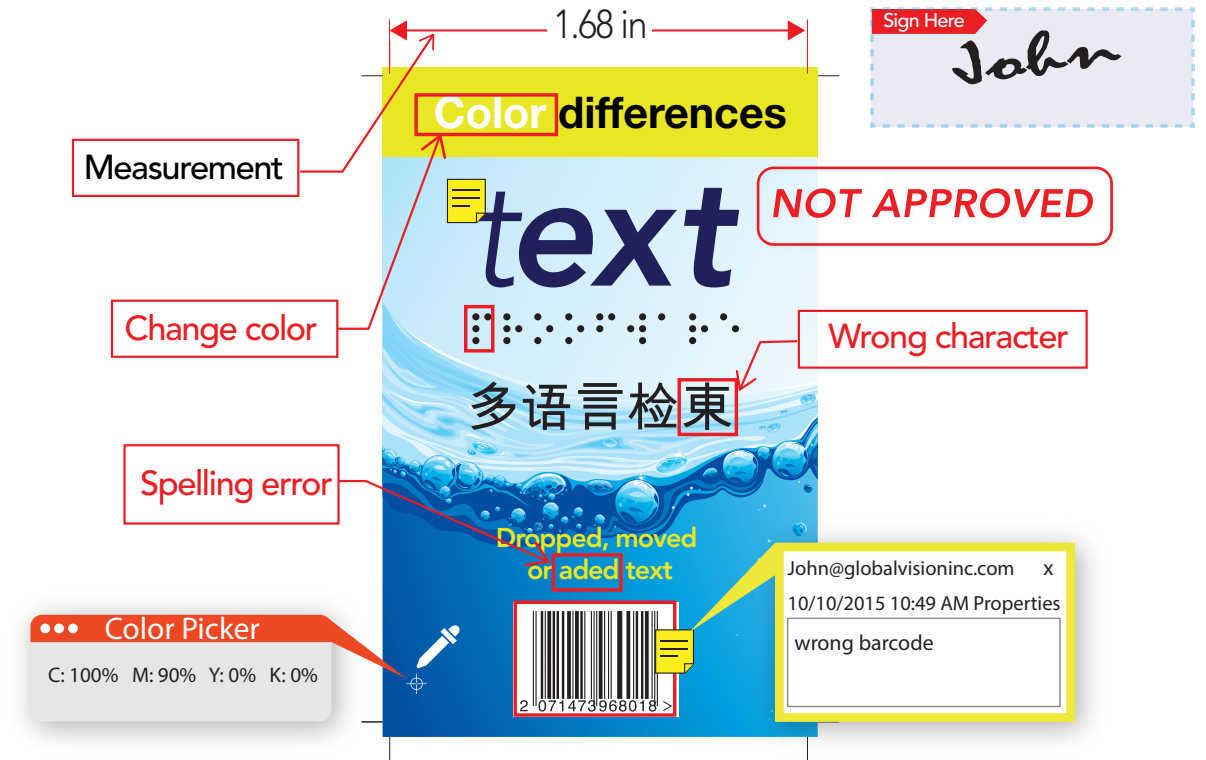 1.68 in
Sign Here
John
Color differences
Measurement
NOT APPROVED
text
Change color
Wrong character
多语言检東
Spelling error
Dropped, moved
or aded text
John@globalvisioninc.com x
10/10/2015 10:49 AM Properties
wrong barcode
Color Picker
C: 100% M: 90% Y: 0% K: 0%
2 071473968018 >